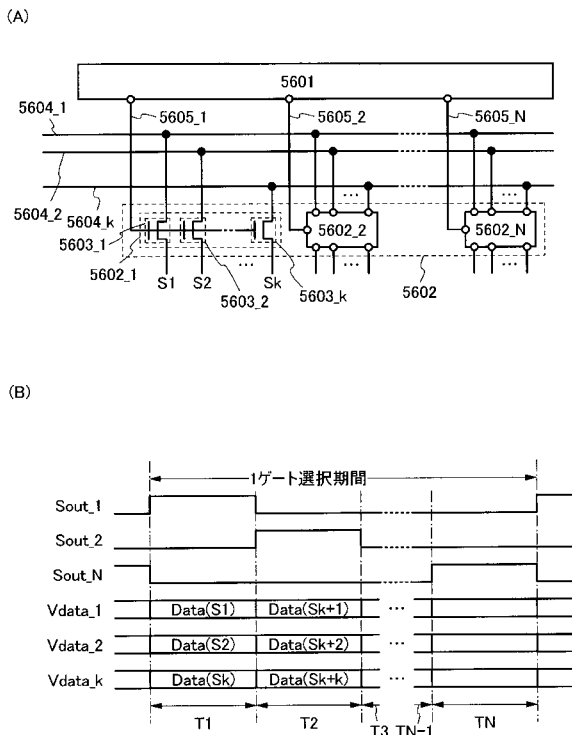 (A)
5601
5604_1
5605_1
5605_2
5605_N
5604_2
5604_k
5603_1
5602_1
5602_2
5602_N
S1 S2 ... Sk
5603_2
5603_k
5602
(B)
1ゲート選択期間
Sout_1
Sout_2
Sout_N
Vdata_1 Data(S1) Data(Sk+1) ...
Vdata_2 Data(S2) Data(Sk+2) ...
Vdata_k Data(Sk) Data(Sk+k) ...
T1 T2 T3 TN-1 TN